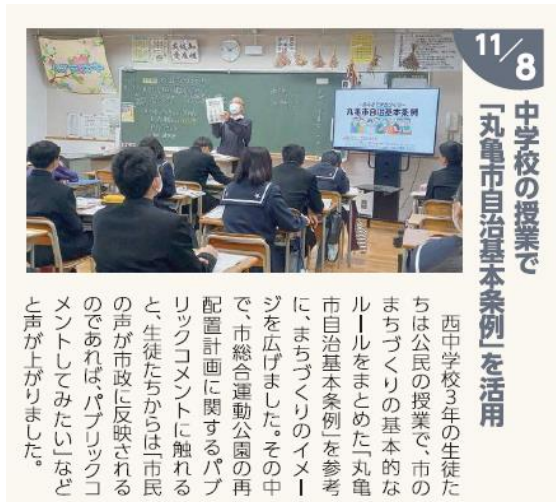 11/8
中学校の授業で
「丸亀市自治基本条例」を活用
丸亀市自治基本条例
西中学校3年の生徒た
ちは公民の授業で、市の
まちづくりの基本的な
ルールをまとめた「丸亀
市自治基本条例」を参考
に、まちづくりのイメー
ジを広げました。その中
で、市総合運動公園の再
配置計画に関するパブ
リックコメントに触れる
と、生徒たちからは「市民
の声が市政に反映される
のであれば、パブリックコ
メントしてみたい」など
と声が上がりました。